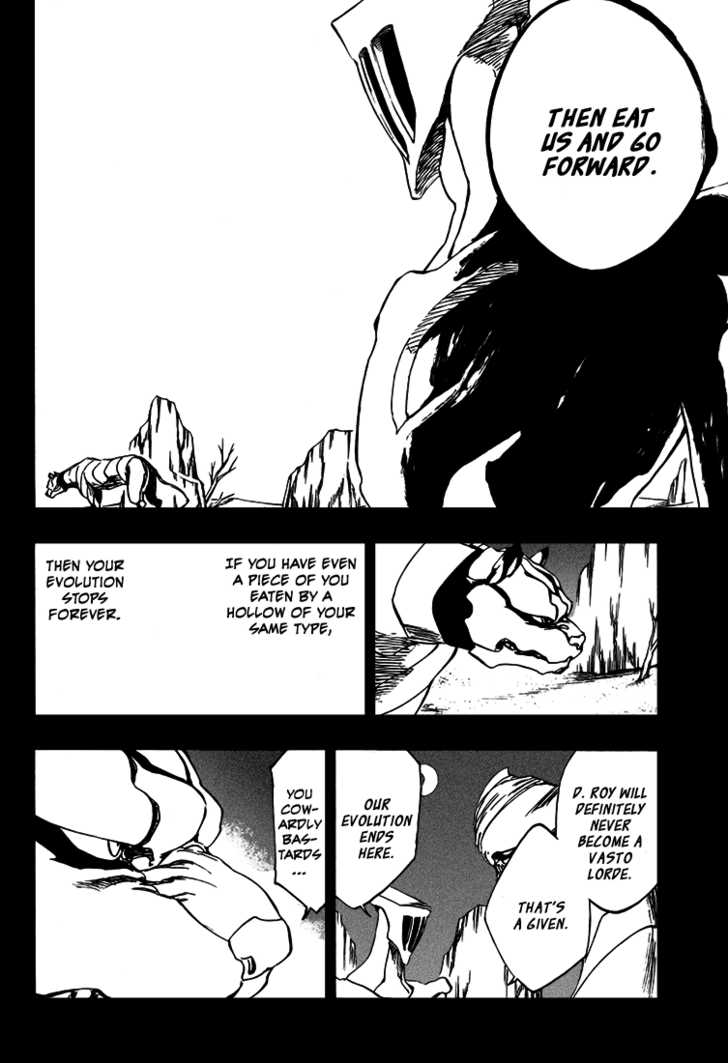 THEN EAT
US AND GO
FORWARD.
IF YOU HAVE EVEN
A PIECE OF YOU
EATEN BY A
HOLLOW OF YOUR
SAME TYPE,
THEN YOUR
EVOLUTION
STOPS
FOREVER.
D. ROY WILL
DEFINITELY
NEVER
BECOME A
VASTO
LORDE.
THAT'S
A GIVEN.
OUR
EVOLUTION
ENDS
HERE.
YOU
COW-
ARDLY
BAS-
TARDS
...